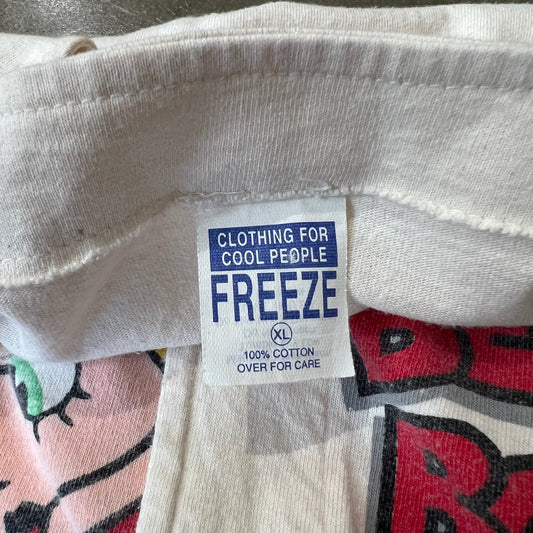 CLOTHING FOR
COOL PEOPLE
FREEZE
XL
100% COTTON
OVER FOR CARE